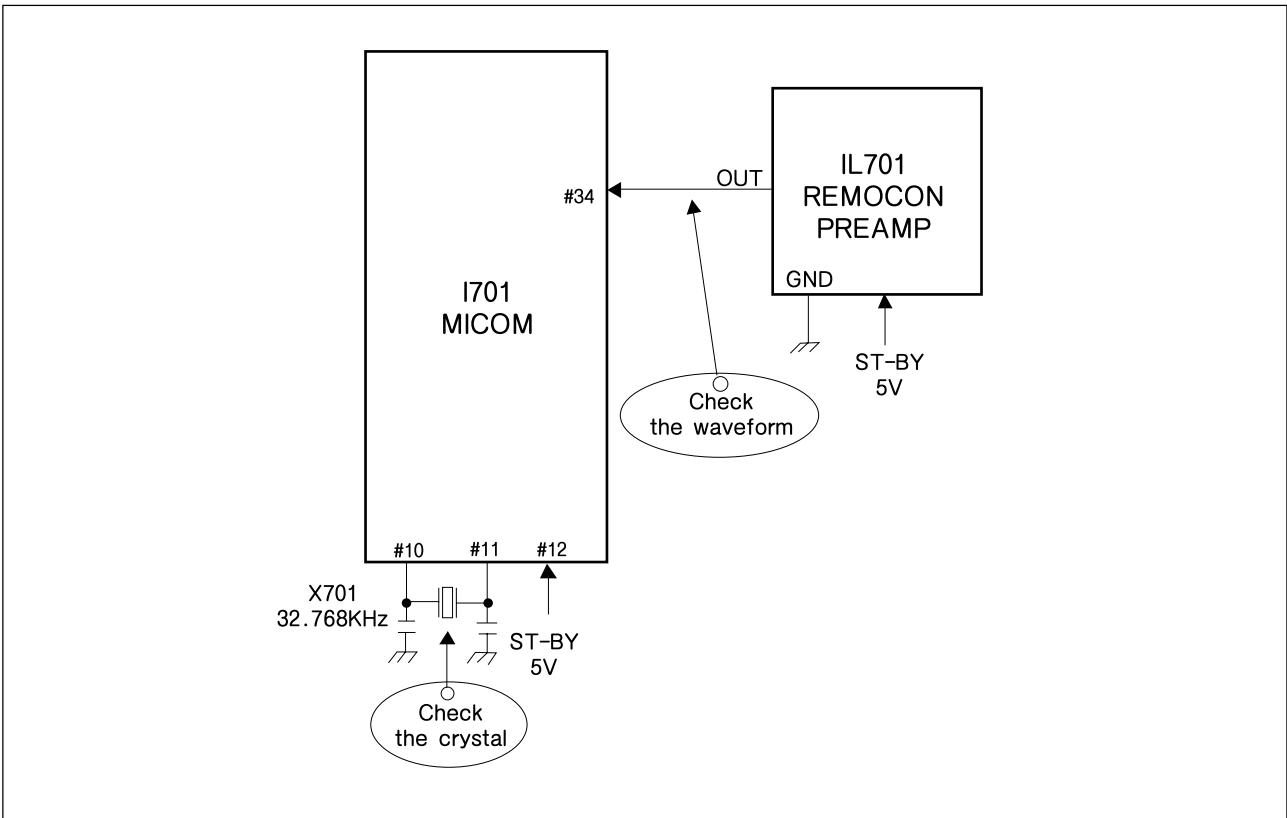 IL701
REMOCON
PREAMP
OUT
GND
#34
I701
MICOM
ST-BY
5V
Check
the waveform
#10
#11
#12
X701
32.768KHz
ST-BY
5V
Check
the crystal